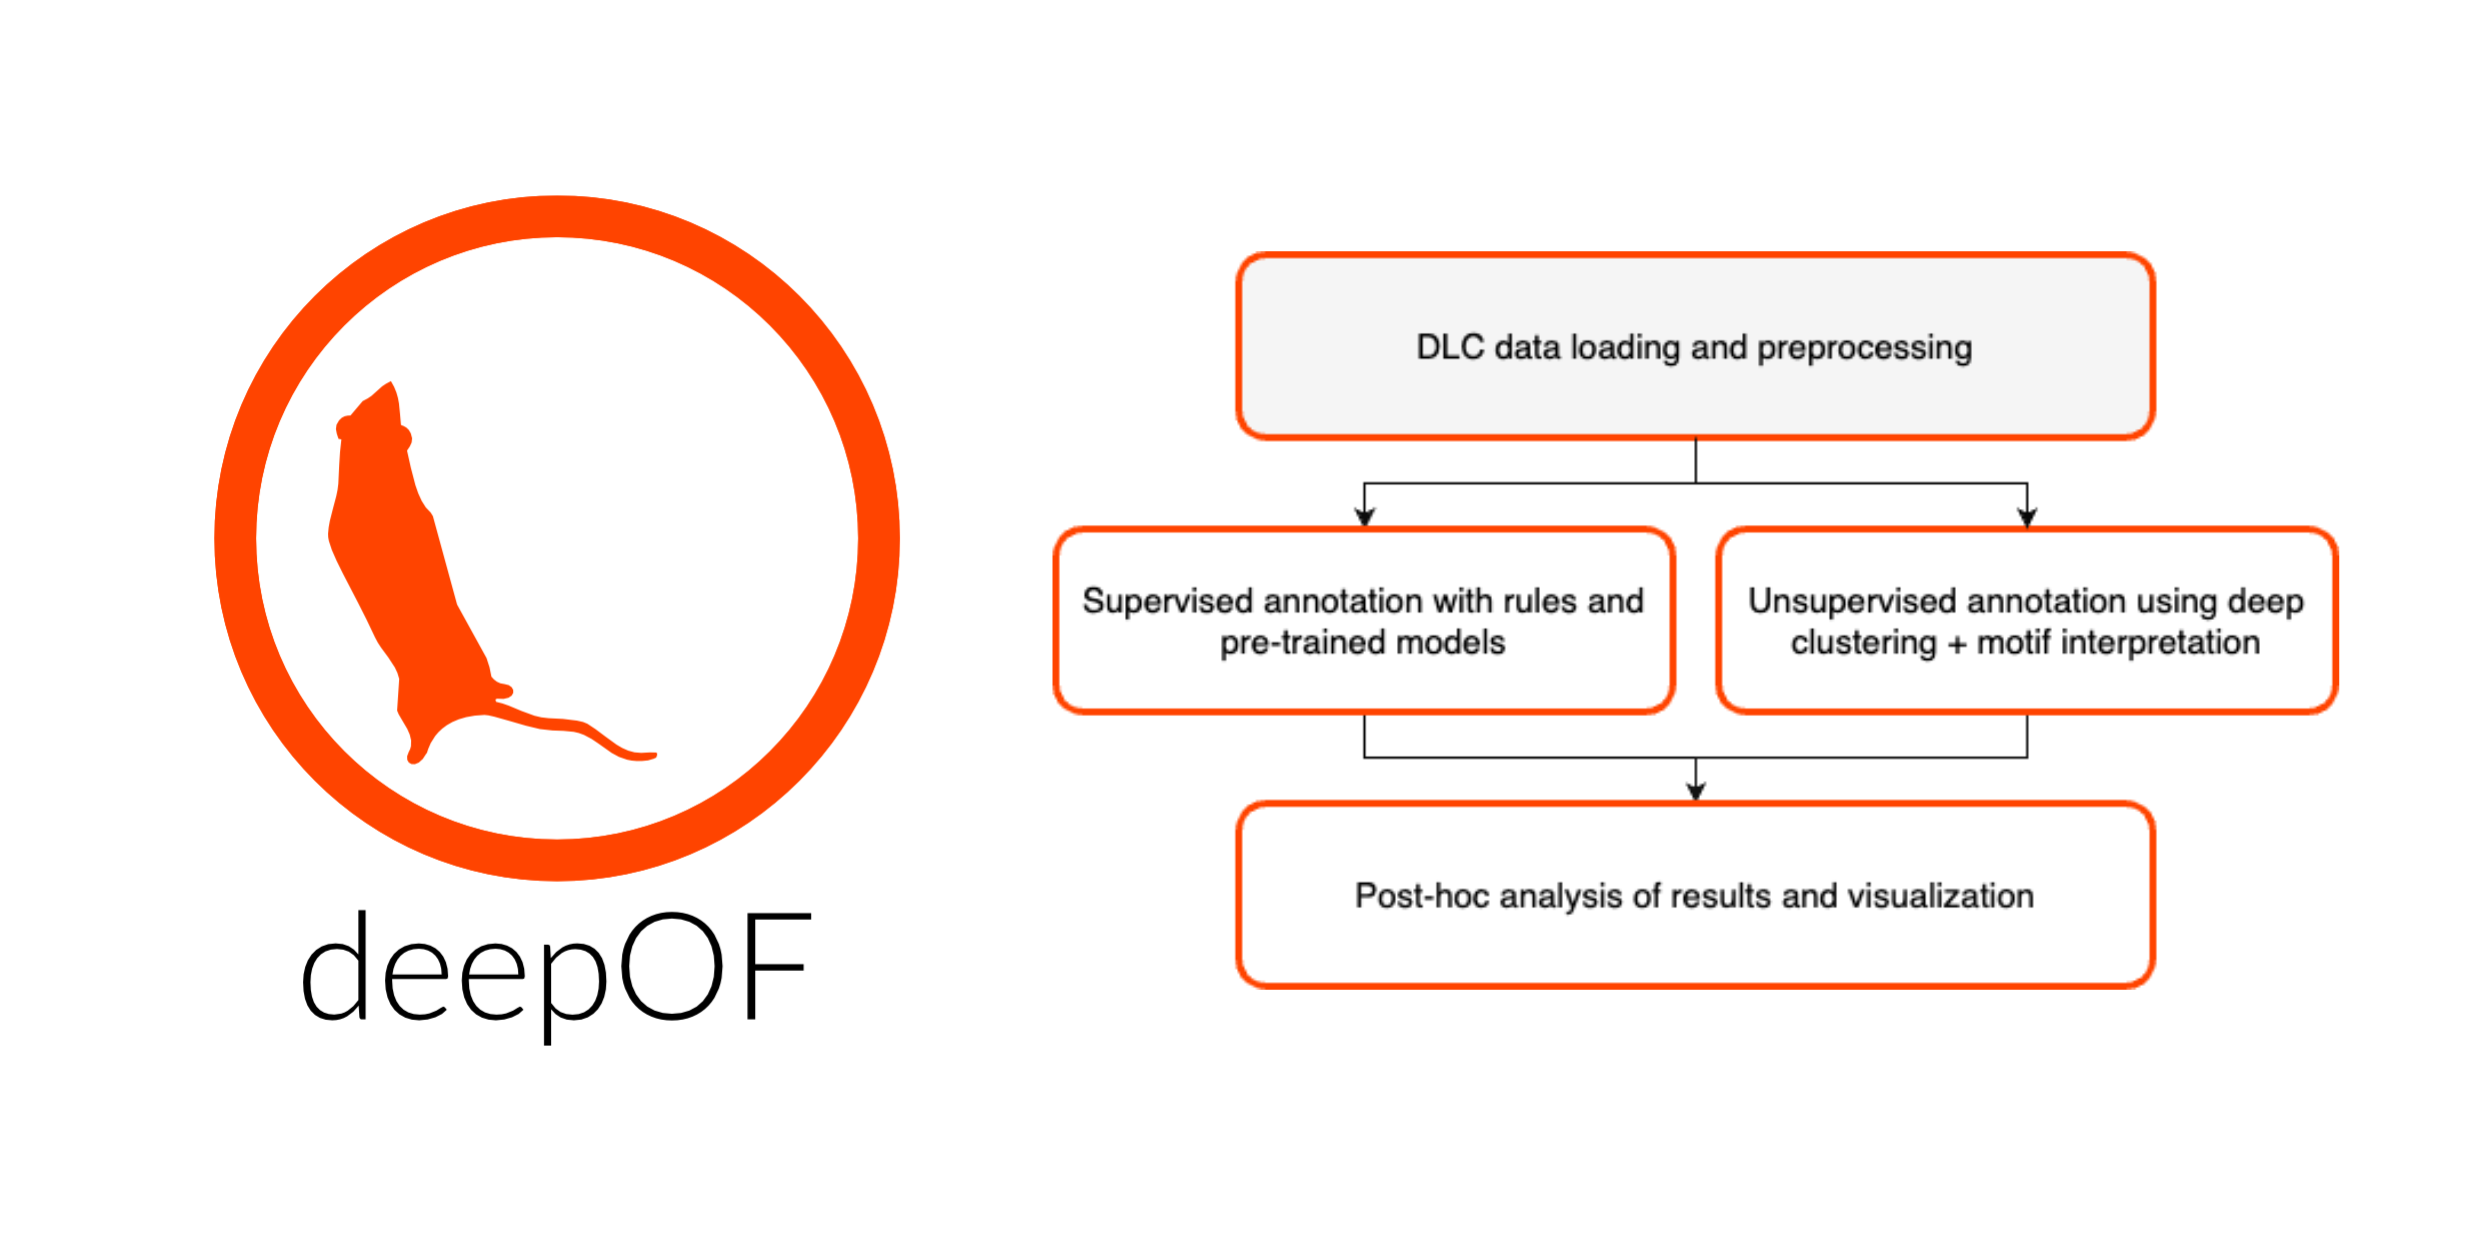 deepOF
DLC data loading and preprocessing
Supervised annotation with rules and
pre-trained models
Unsupervised annotation using deep
clustering + motif interpretation
Post-hoc analysis of results and visualization